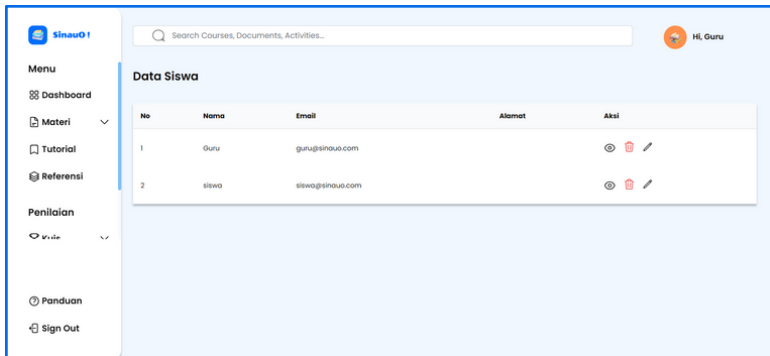 SinauO !
Search Courses, Documents, Activities...
Hi, Guru
Menu
Dashboard
Materi
Tutorial
Referensi
Penilaian
Kuis
Panduan
Sign Out
Data Siswa
No Nama Email Alamat Aksi
1 Guru guru@sinauo.com
2 siswa siswa@sinauo.com